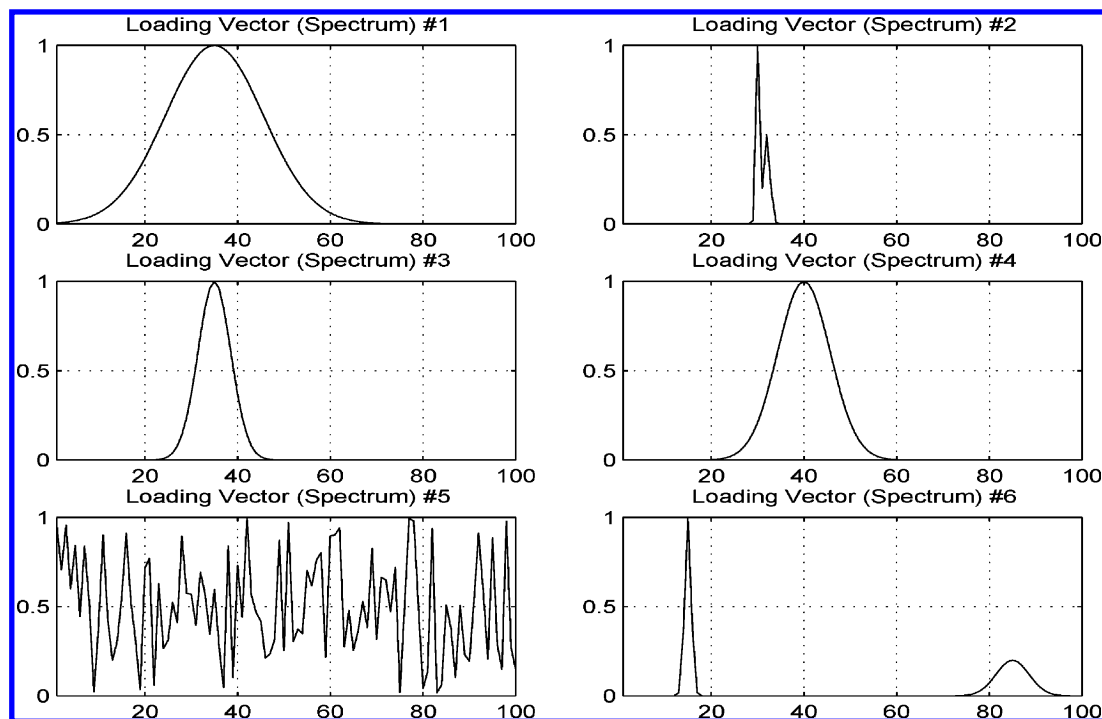 Loading Vector (Spectrum) #1
1
0.5
0
20 40 60 80 100
Loading Vector (Spectrum) #2
1
0.5
0
20 40 60 80 100
Loading Vector (Spectrum) #3
1
0.5
0
20 40 60 80 100
Loading Vector (Spectrum) #4
1
0.5
0
20 40 60 80 100
Loading Vector (Spectrum) #5
1
0.5
0
20 40 60 80 100
Loading Vector (Spectrum) #6
1
0.5
0
20 40 60 80 100